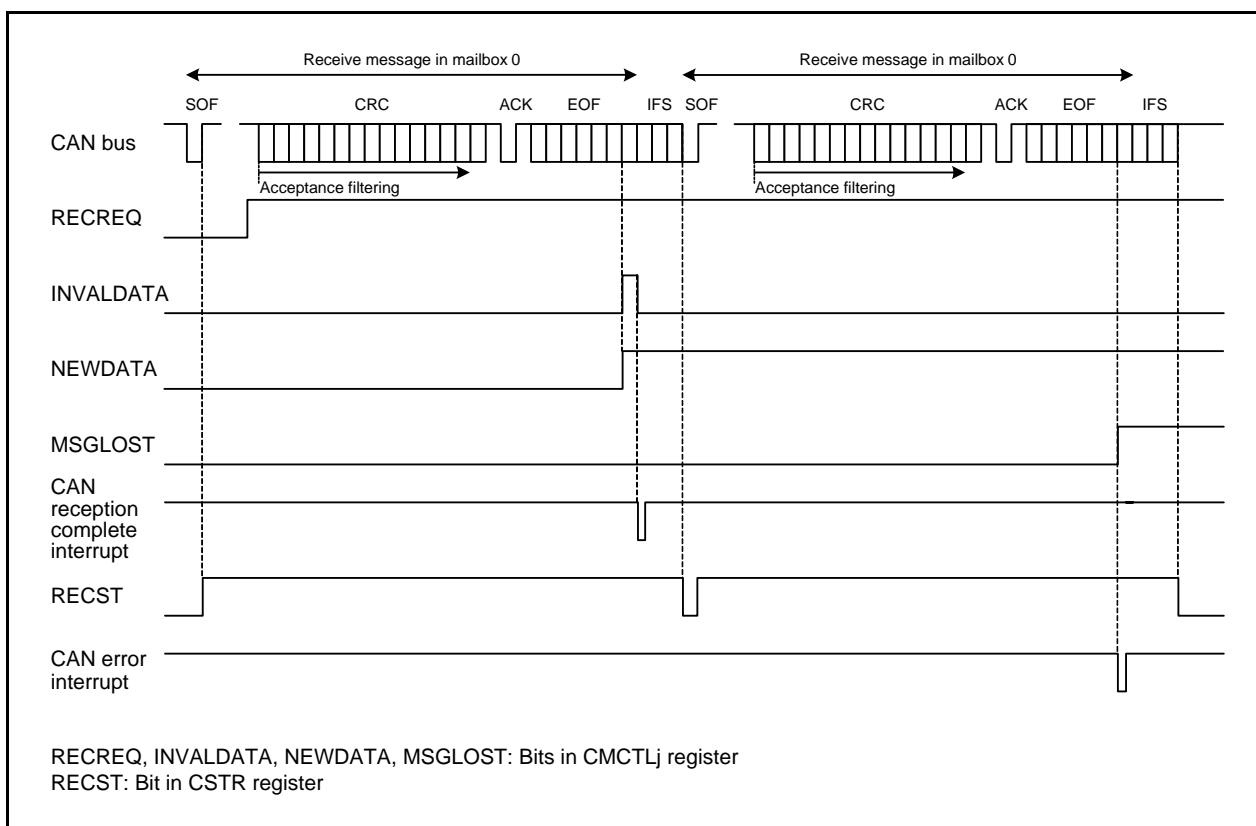 Receive message in mailbox 0 Receive message in mailbox 0
SOF CRC ACK EOF IFS SOF CRC ACK EOF IFS
CAN bus
Acceptance filtering Acceptance filtering
RECREQ
INVALDATA
NEWDATA
MSGLOST
CAN
reception
complete
interrupt
RECST
CAN error
interrupt
RECREQ, INVALDATA, NEWDATA, MSGLOST: Bits in CMCTLj register
RECST: Bit in CSTR register